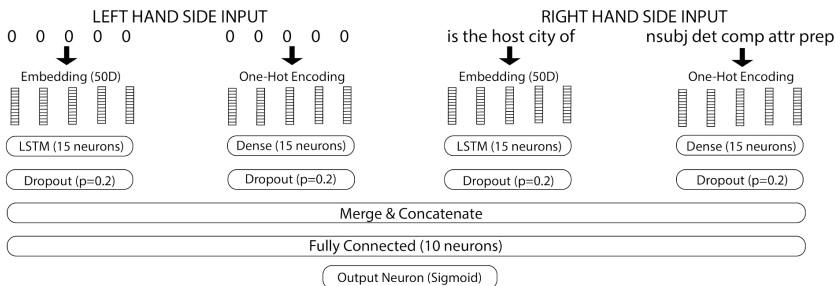 LEFT HAND SIDE INPUT RIGHT HAND SIDE INPUT
0 0 0 0 0 0 0 0 0 0 is the host city of nsubj det comp attr prep
Embedding (50D) One-Hot Encoding Embedding (50D) One-Hot Encoding
LSTM (15 neurons) Dense (15 neurons) LSTM (15 neurons) Dense (15 neurons)
Dropout (p=0.2) Dropout (p=0.2) Dropout (p=0.2) Dropout (p=0.2)
Merge & Concatenate
Fully Connected (10 neurons)
Output Neuron (Sigmoid)